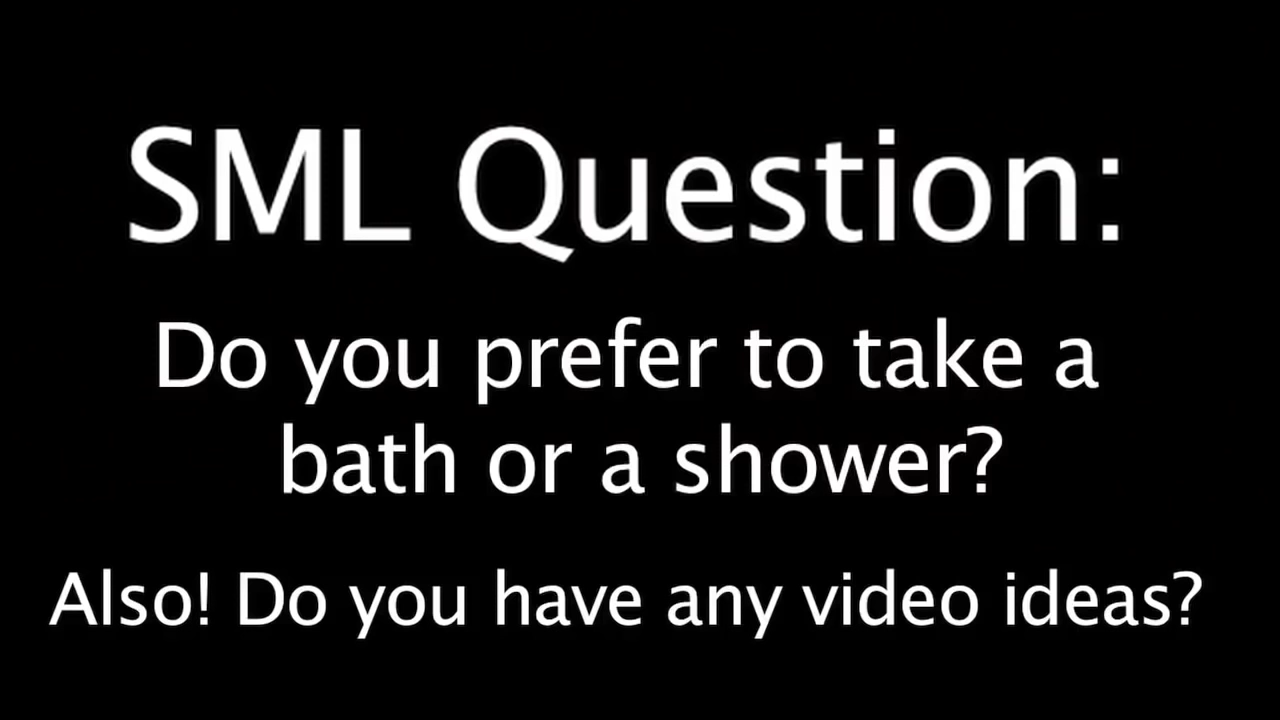 SML Question:
Do you prefer to take a
bath or a shower?
Also! Do you have any video ideas?